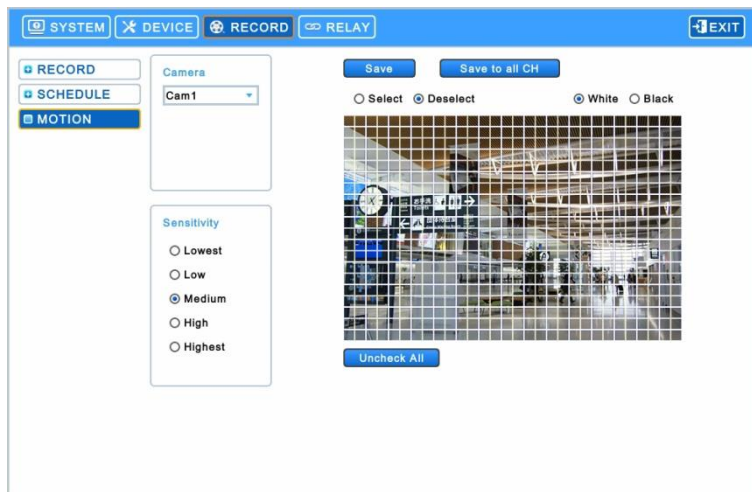 SYSTEM DEVICE RECORD RELAY EXIT
RECORD
SCHEDULE
MOTION
Camera
Cam1
Sensitivity
Lowest
Low
Medium
High
Highest
Save Save to all CH
Select Deselect White Black
Uncheck All